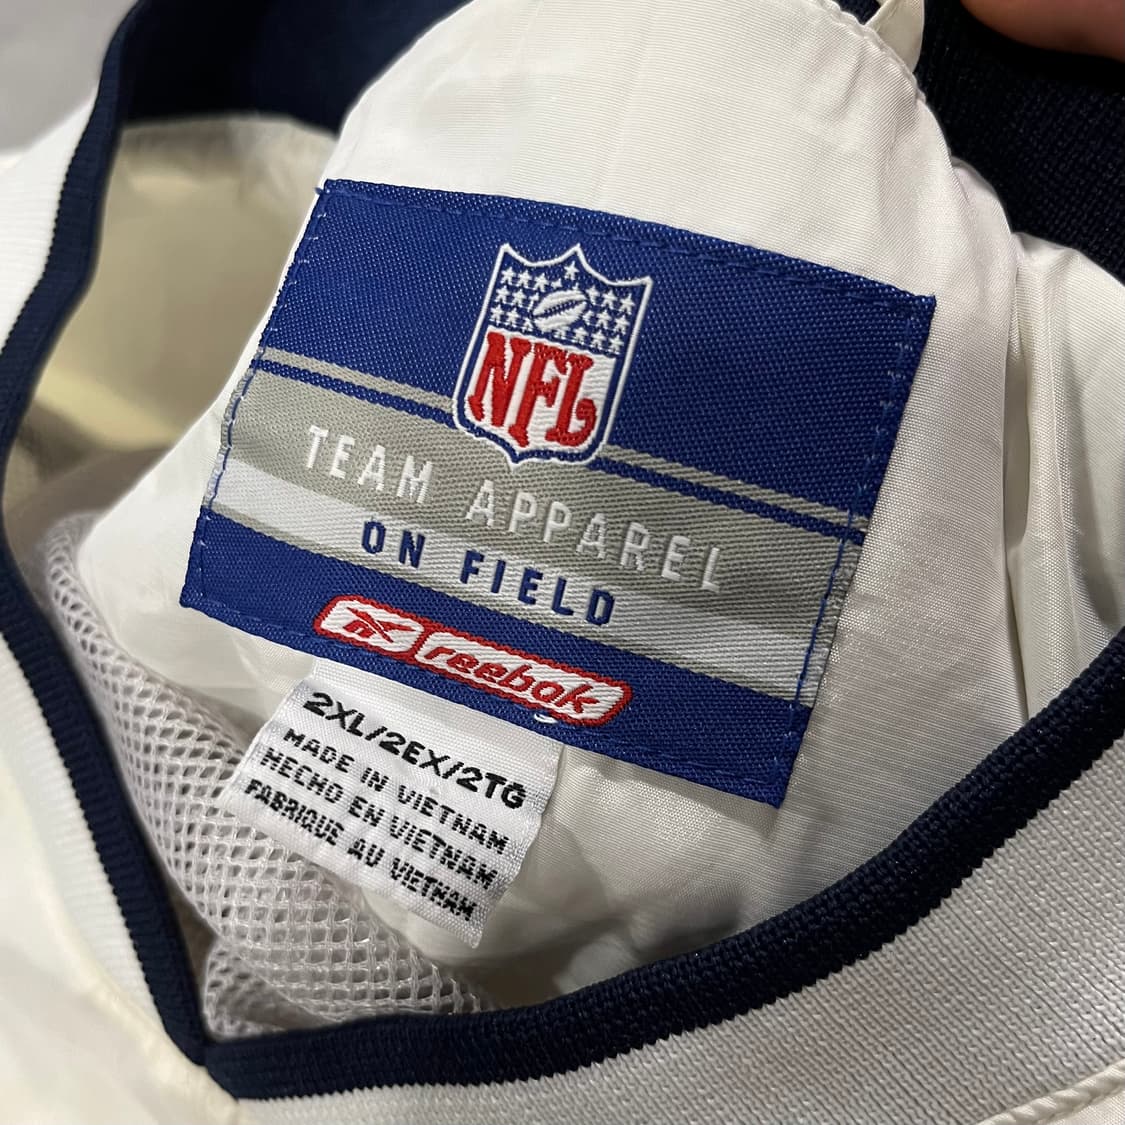 NFL
TEAM APPAREL
ON FIELD
reebok
2XL/2EX/2TG
MADE IN VIETNAM
HECHO EN VIETNAM
FABRIQUE AU VIETNAM